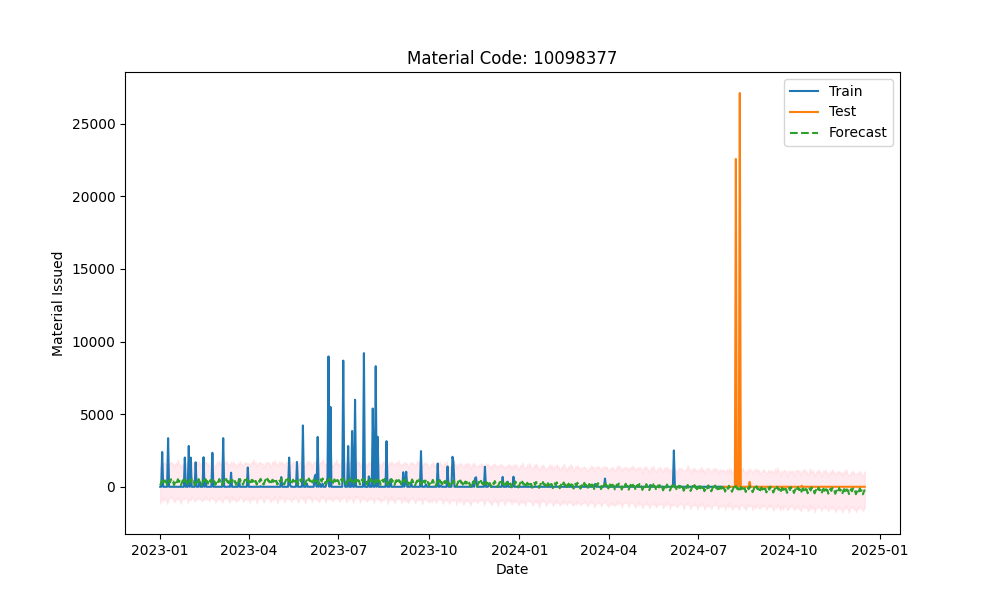 Material Code: 10098377
Train
Test
Forecast
Material Issued
25000
20000
15000
10000
5000
0
2023-01 2023-04 2023-07 2023-10 2024-01 2024-04 2024-07 2024-10 2025-01
Date